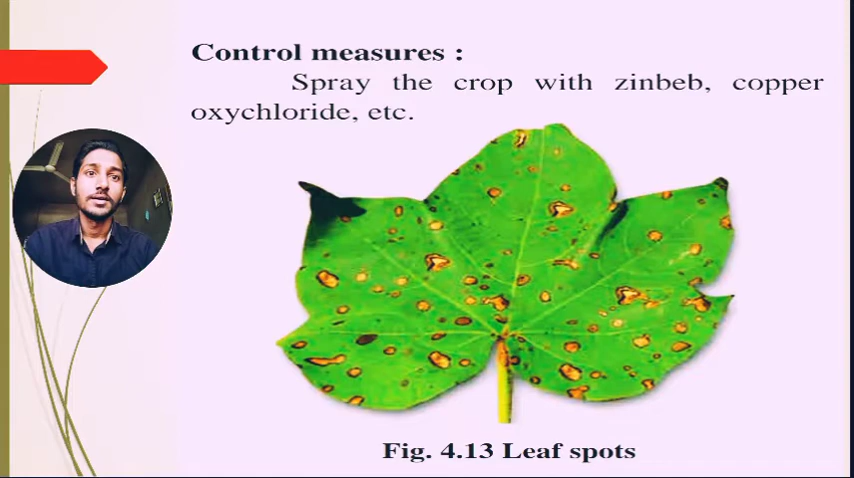 Control measures :
Spray the crop with zinbeb, copper
oxychloride, etc.
Fig. 4.13 Leaf spots